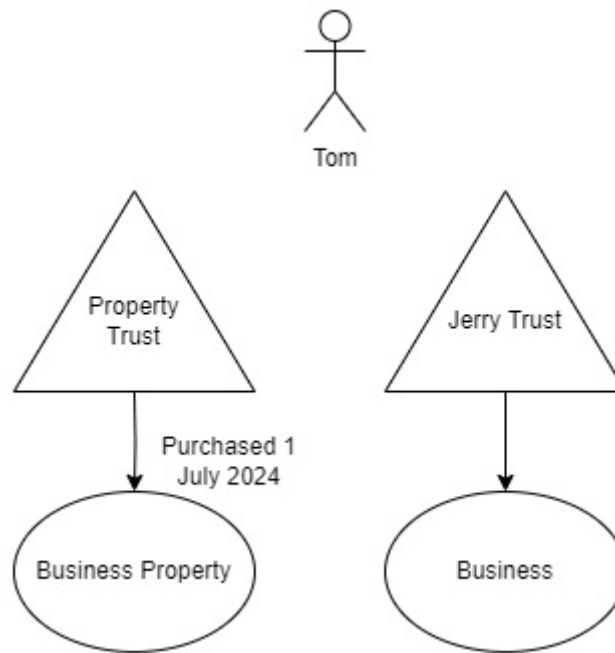 Tom
Property
Trust
Jerry Trust
Purchased 1
July 2024
Business Property
Business